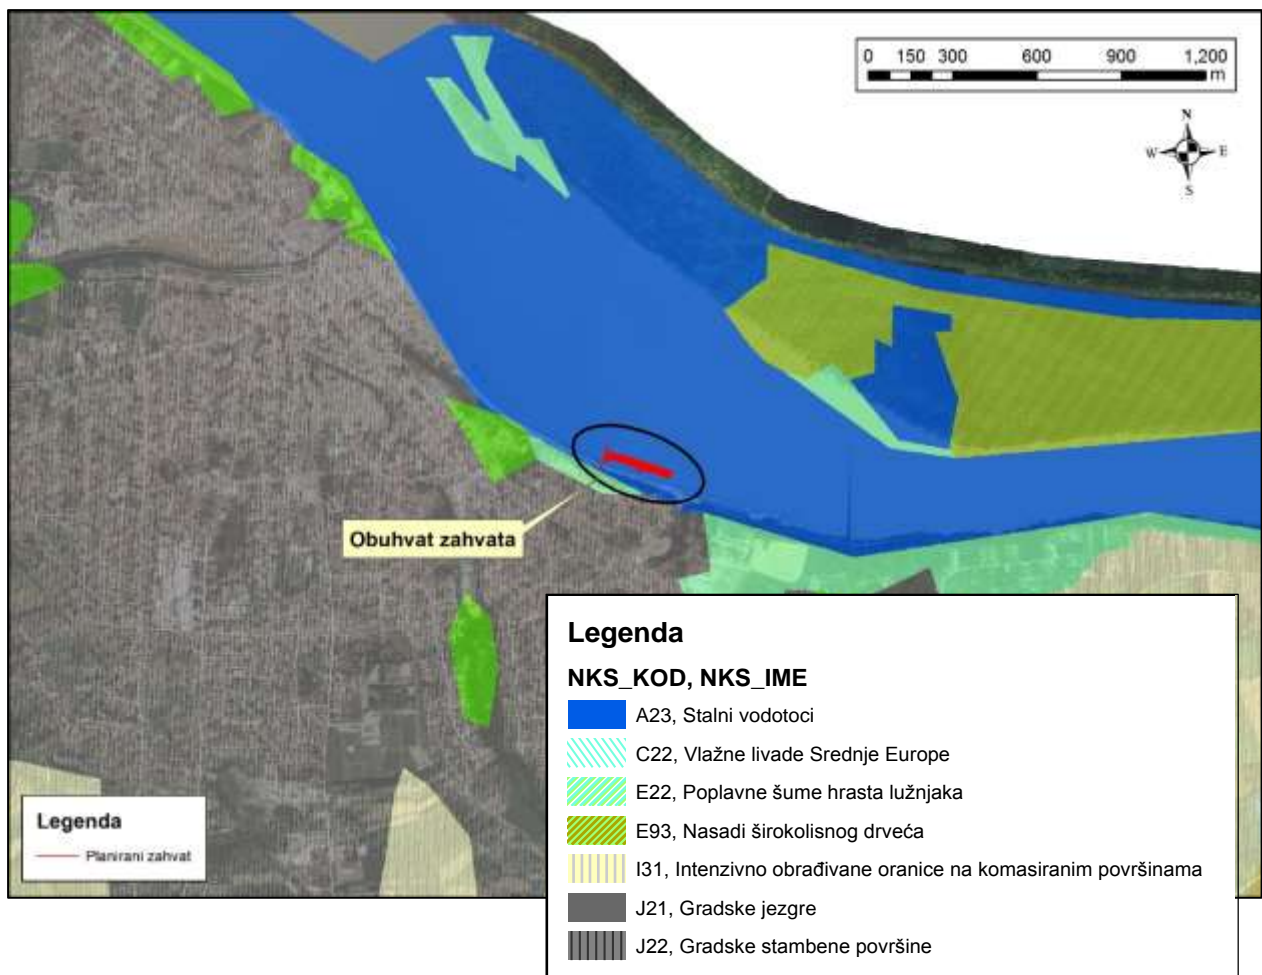 0 150 300 600 900 1,200
m
N
W E
S
Obuhvat zahvata
Legenda
Planirani zahvat
Legenda
NKS_KOD, NKS_IME
A23, Stalni vodotoci
C22, Vlažne livade Srednje Europe
E22, Poplavne šume hrasta lužnjaka
E93, Nasadi širokolisnog drveća
I31, Intenzivno obrađivane oranice na komasiranim površinama
J21, Gradske jezgre
J22, Gradske stambene površine